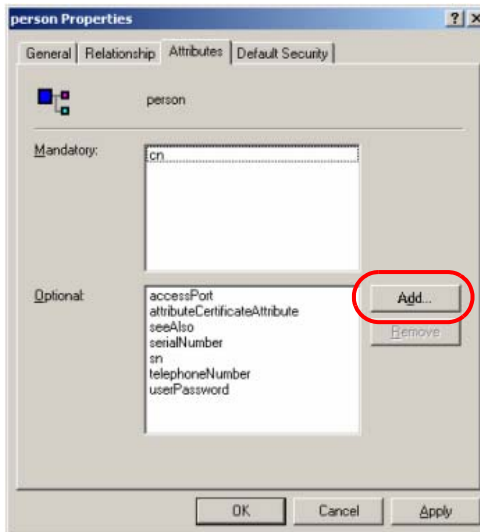 person Properties
General Relationship Attributes Default Security
person
Mandatory:
cn
Optional:
accessPort
attributeCertificateAttribute
seeAlso
serialNumber
sn
telephoneNumber
userPassword
Add...
Remove
OK Cancel Apply